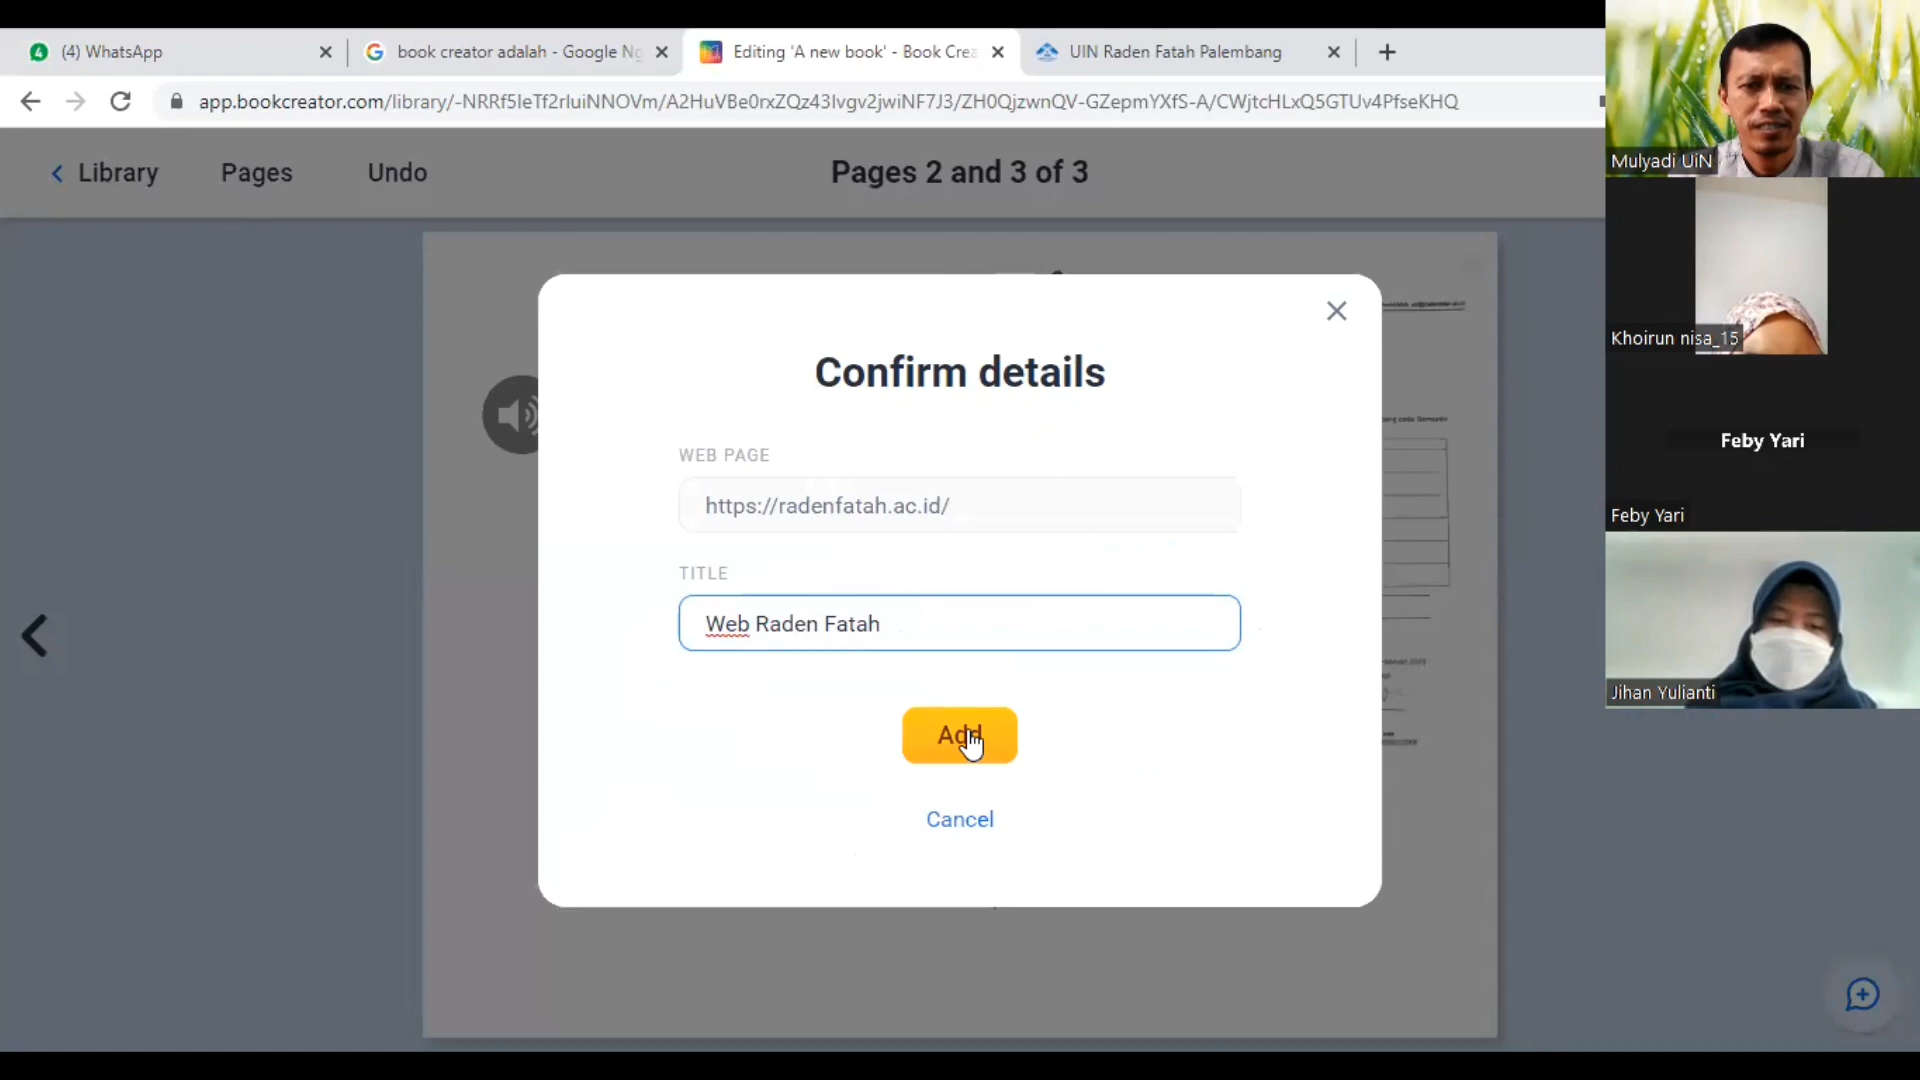 (4) WhatsApp
book creator adalah - Google
Editing 'A new book' - Book Crea
UIN Raden Fatah Palembang
app.bookcreator.com/library/-NRRf5IeTf2rIuiNNOVm/A2HuVBe0rxZQz43lvgv2jwiNF7J3/ZH0QjzwnQV-GZepmYXfS-A/CWjtcHLxQ5GTUv4PfseKHQ
Library
Pages
Undo
Pages 2 and 3 of 3
Confirm details
WEB PAGE
https://radenfatah.ac.id/
TITLE
Web Raden Fatah
Add
Cancel
Mulyadi UiN
Khoirun nisa_15
Feby Yari
Feby Yari
Jihan Yulianti